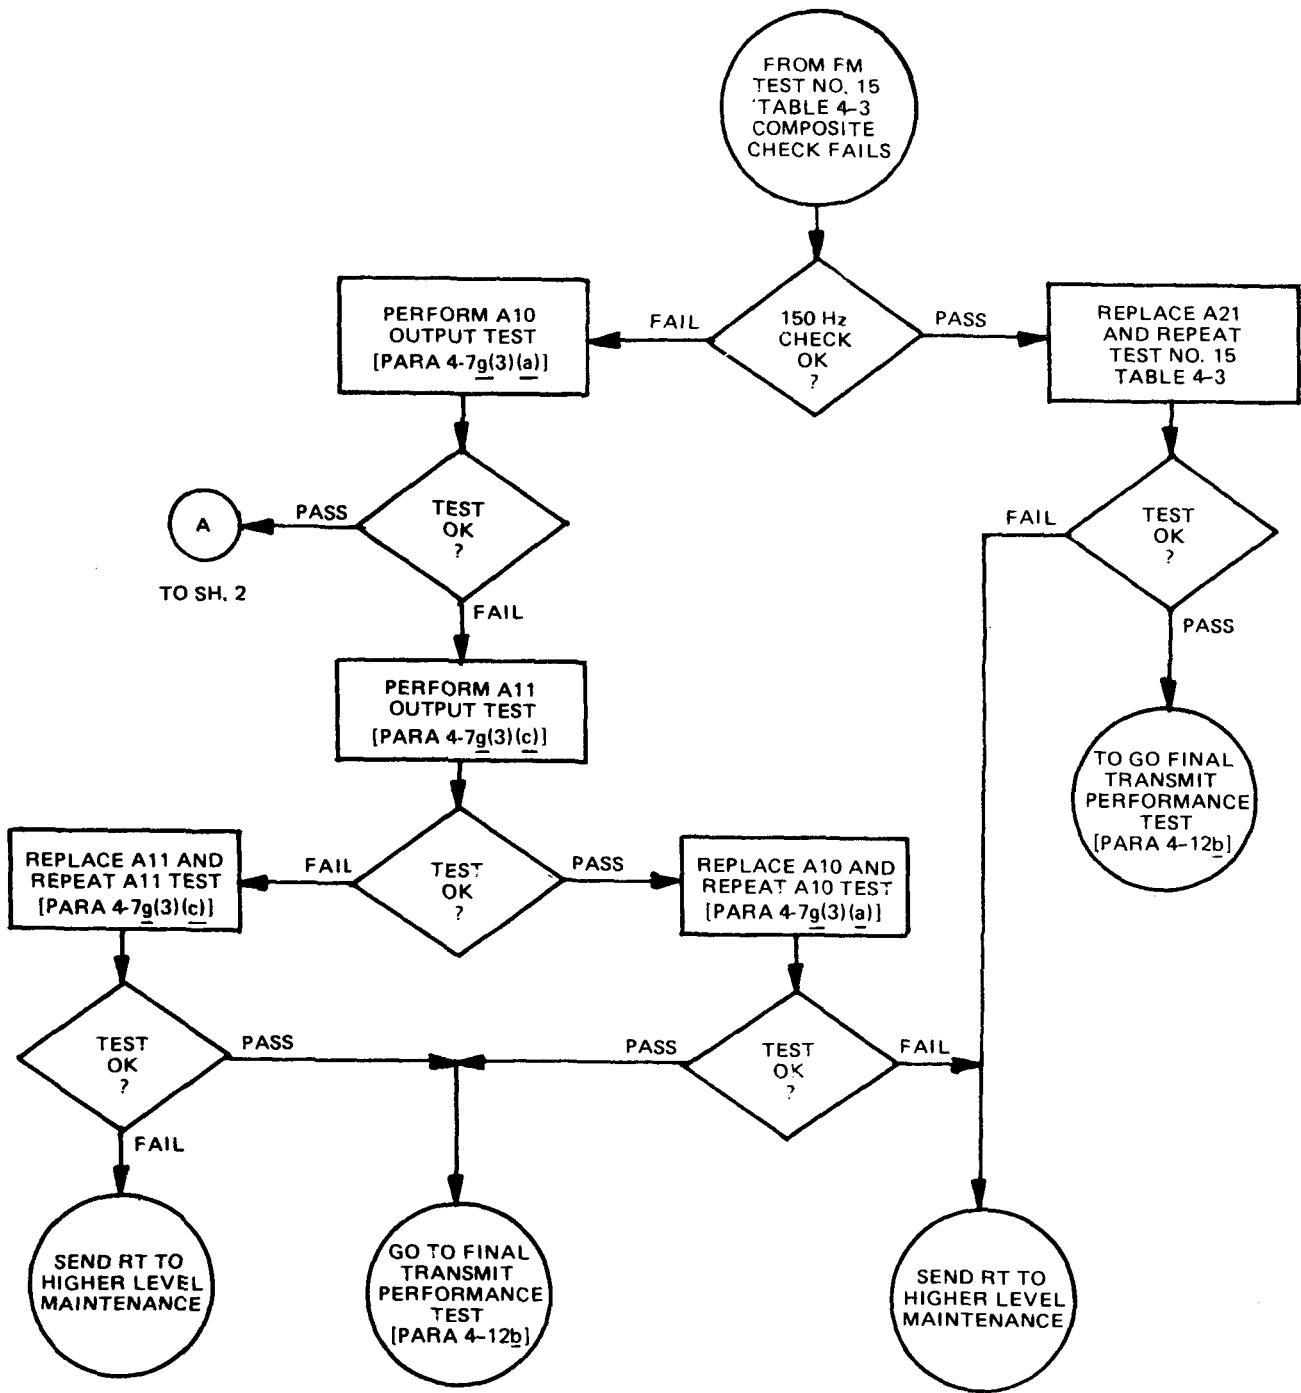 FROM FM
TEST NO. 15
TABLE 4-3
COMPOSITE
CHECK FAILS
150 Hz
CHECK
OK
?
FAIL
PASS
PERFORM A10
OUTPUT TEST
[PARA 4-7g(3)(a)]
REPLACE A21
AND REPEAT
TEST NO. 15
TABLE 4-3
TEST
OK
?
PASS
A
TO SH. 2
FAIL
TEST
OK
?
FAIL
PASS
PERFORM A11
OUTPUT TEST
[PARA 4-7g(3)(c)]
TO GO FINAL
TRANSMIT
PERFORMANCE
TEST
[PARA 4-12b]
TEST
OK
?
FAIL
PASS
REPLACE A11 AND
REPEAT A11 TEST
[PARA 4-7g(3)(c)]
REPLACE A10 AND
REPEAT A10 TEST
[PARA 4-7g(3)(a)]
TEST
OK
?
PASS
FAIL
TEST
OK
?
PASS
FAIL
SEND RT TO
HIGHER LEVEL
MAINTENANCE
GO TO FINAL
TRANSMIT
PERFORMANCE
TEST
[PARA 4-12b]
SEND RT TO
HIGHER LEVEL
MAINTENANCE